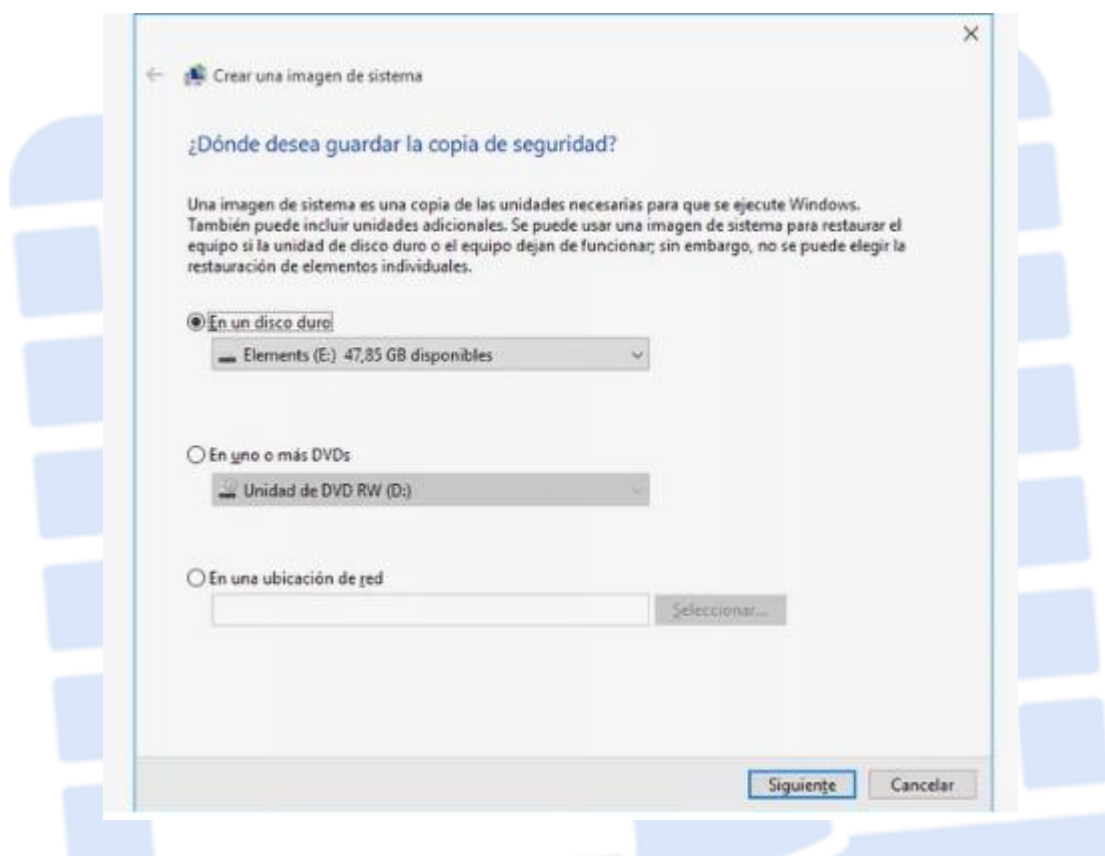 Crear una imagen de sistema
¿Dónde desea guardar la copia de seguridad?
Una imagen de sistema es una copia de las unidades necesarias para que se ejecute Windows.
También puede incluir unidades adicionales. Se puede usar una imagen de sistema para restaurar el
equipo si la unidad de disco duro o el equipo dejan de funcionar; sin embargo, no se puede elegir la
restauración de elementos individuales.
En un disco duro
Elements (E:) 47,85 GB disponibles
En uno o más DVDs
Unidad de DVD RW (D:)
En una ubicación de red
Seleccionar...
Siguiente
Cancelar